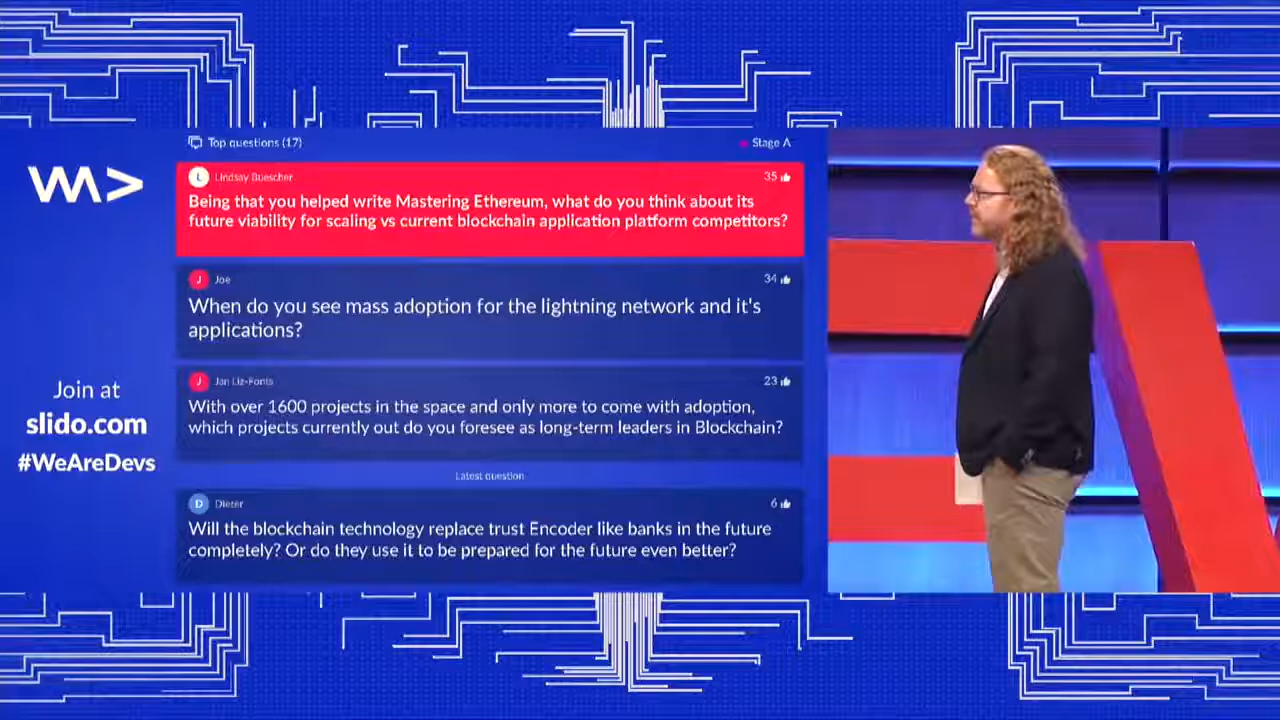 Top questions (17)
Stage A
L
Lindsay Buescher
35
Being that you helped write Mastering Ethereum, what do you think about its
future viability for scaling vs current blockchain application platform competitors?
J
Joe
34
When do you see mass adoption for the lightning network and it's
applications?
J
Jan Liz-Fonts
23
With over 1600 projects in the space and only more to come with adoption,
which projects currently out do you foresee as long-term leaders in Blockchain?
Latest question
D
Dieter
6
Will the blockchain technology replace trust Encoder like banks in the future
completely? Or do they use it to be prepared for the future even better?
Join at
slido.com
#WeAreDevs